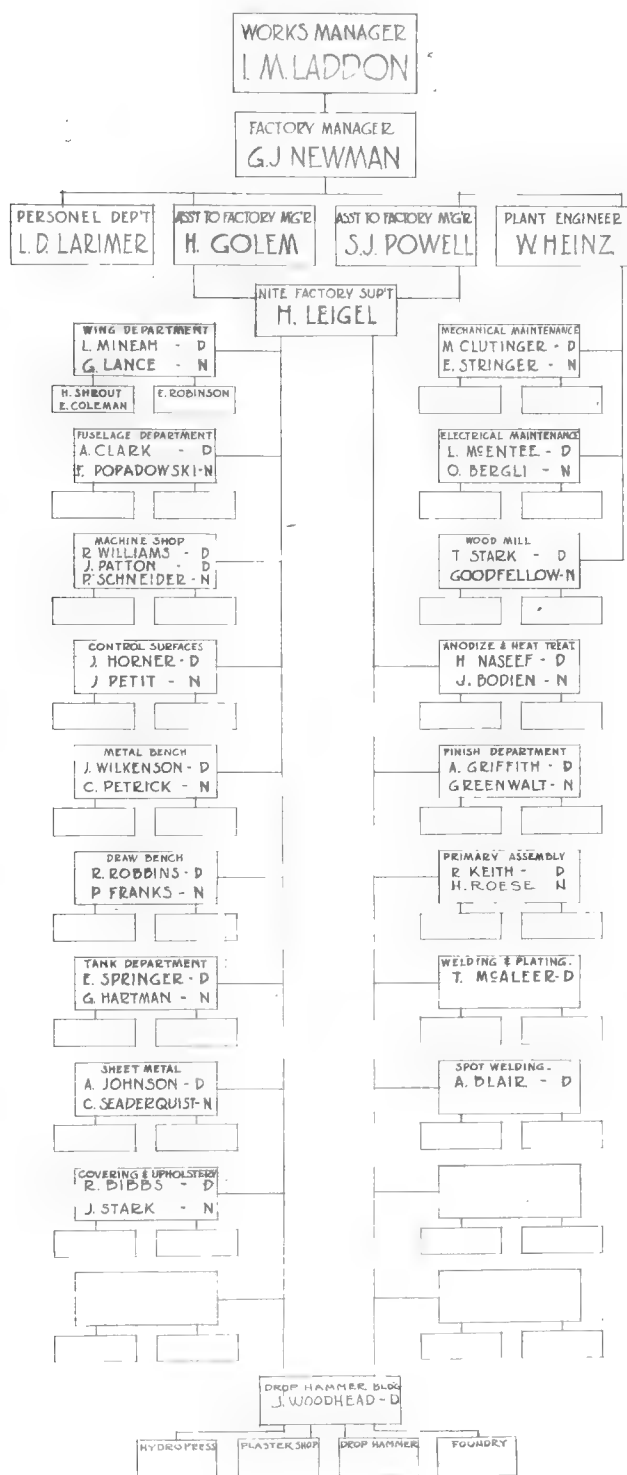 WORKS MANAGER
I. M. LADDON
FACTORY MANAGER
G.J NEWMAN
PERSONEL DEP'T
L.D. LARIMER
ASST TO FACTORY M'G'R
H. GOLEM
ASST TO FACTORY M'G'R
S.J. POWELL
PLANT ENGINEER
W. HEINZ
NITE FACTORY SUP'T
H. LEIGEL
WING DEPARTMENT
L. MINEAH - D
G. LANCE - N
H. SHROUT
E. COLEMAN
E. ROBINSON
FUSELAGE DEPARTMENT
A. CLARK - D
F. POPADOWSKI - N
MACHINE SHOP
R WILLIAMS - D
J. PATTON - D
P. SCHNEIDER - N
CONTROL SURFACES
J. HORNER - D
J PETIT - N
METAL BENCH
J. WILKENSON - D
C. PETRICK - N
DRAW BENCH
R. ROBBINS - D
P FRANKS - N
TANK DEPARTMENT
E. SPRINGER - D
G. HARTMAN - N
SHEET METAL
A. JOHNSON - D
C. SEADERQUIST - N
COVERING & UPHOLSTERY
R. BIBBS - D
J. STARK - N
MECHANICAL MAINTENANCE
M CLUTINGER - D
E. STRINGER - N
ELECTRICAL MAINTENANCE
L. McENTEE - D
O. BERGLI - N
WOOD MILL
T STARK - D
GOODFELLOW - N
ANODIZE & HEAT TREAT.
H NASEEF - D
J. BODIEN - N
FINISH DEPARTMENT
A. GRIFFITH - D
GREENWALT - N
PRIMARY ASSEMBLY
R KEITH - D
H. ROESE N
WELDING & PLATING.
T. McALEER - D
SPOT WELDING.
A. BLAIR - D
DROP HAMMER BLDG
J. WOODHEAD - D
HYDROPRESS
PLASTER SHOP
DROP HAMMER
FOUNDRY